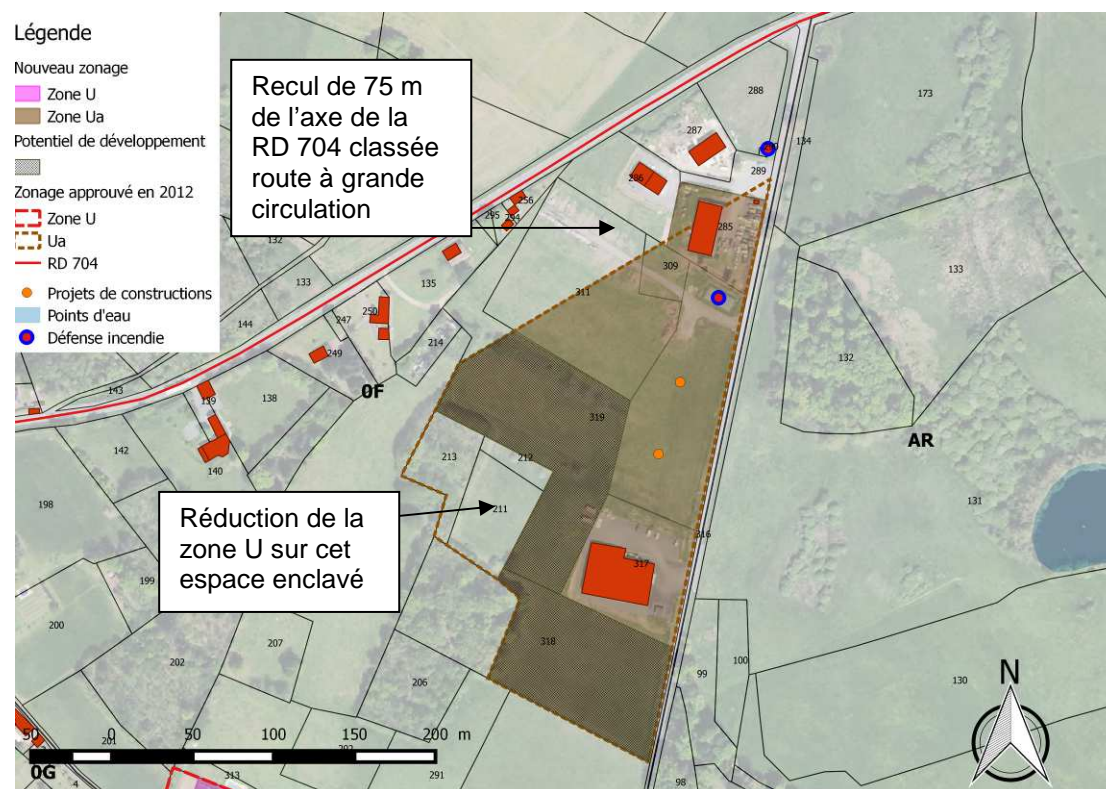 Légende
Nouveau zonage
Zone U
Zone Ua
Potentiel de développement
Zonage approuvé en 2012
Zone U
Ua
RD 704
Projets de constructions
Points d'eau
Défense incendie
Recul de 75 m
de l'axe de la
RD 704 classée
route à grande
circulation
Réduction de la
zone U sur cet
espace enclavé
288
173
287
134
289
286
256
295
294
285
132
309
133
135
133
311
250
247
144
214
249
132
143
0F
139
138
319
AR
142
213
212
140
131
198
211
316
317
199
200
207
318
202
99
100
206
130
N
50 0 50 100 150 200 m
201
202
0G
313
291
4
98